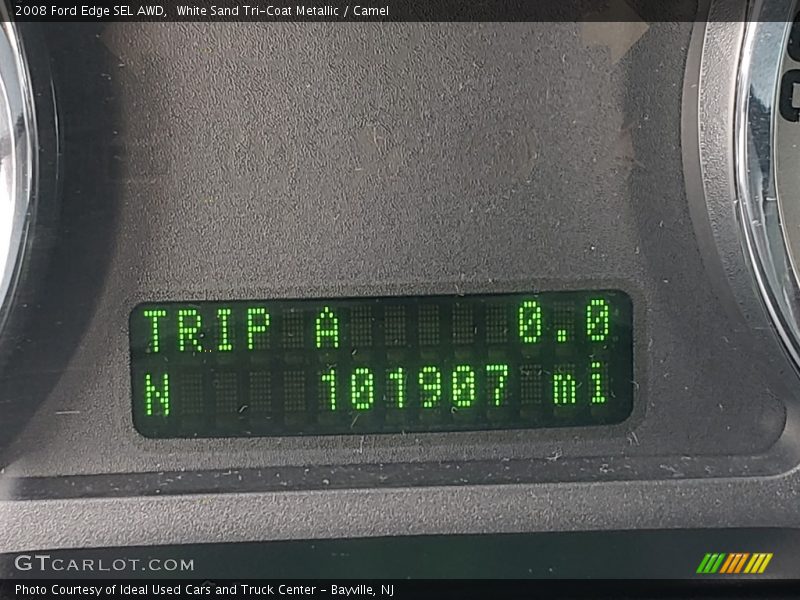 2008 Ford Edge SEL AWD,  White Sand Tri-Coat Metallic / Camel
TRIP A 0.0
N 101907 mi
GTCARLOT.COM
Photo Courtesy of Ideal Used Cars and Truck Center - Bayville, NJ